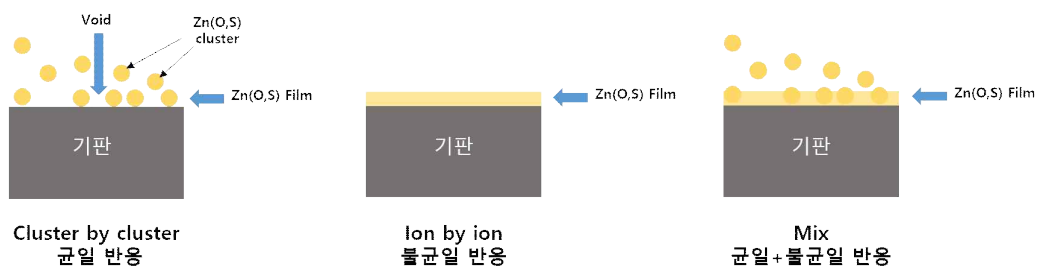 Void
Zn(O,S)
cluster
Zn(O,S) Film
기판
Cluster by cluster
균일 반응
Zn(O,S) Film
기판
Ion by ion
불균일 반응
Zn(O,S) Film
기판
Mix
균일+불균일 반응